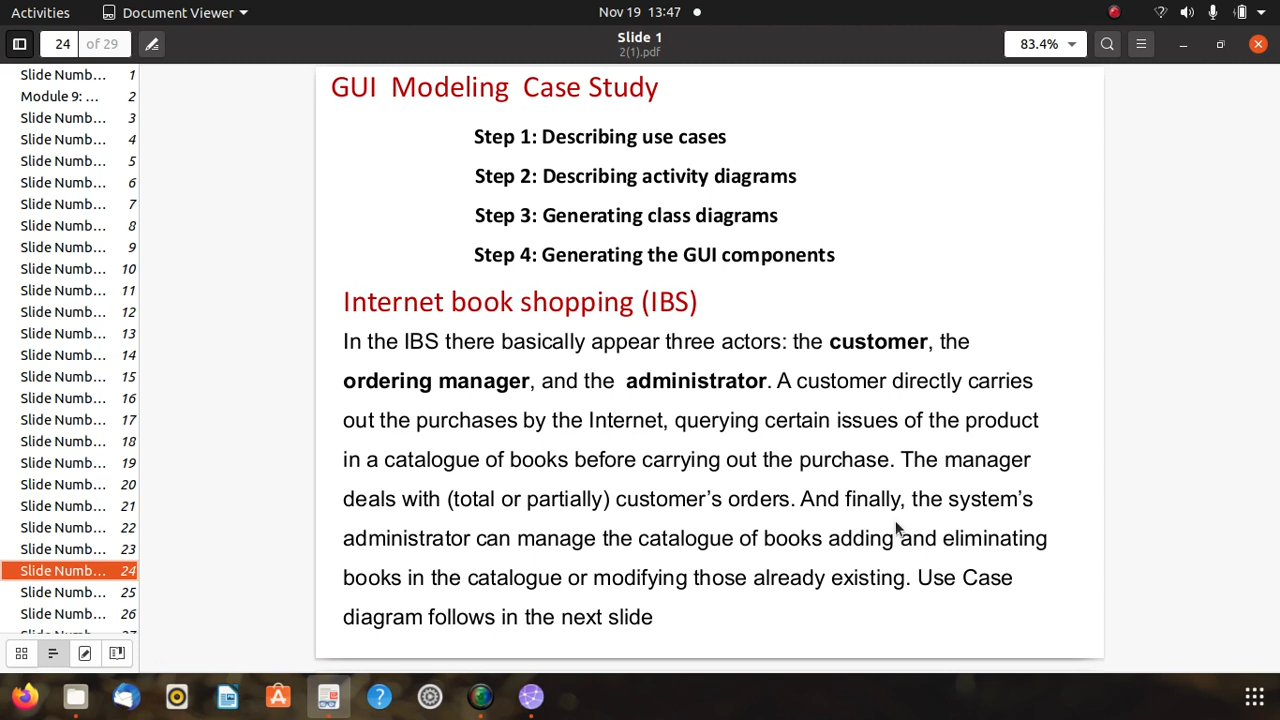 Activities
Document Viewer
Nov 19 13:47
24 of 29
Slide 1
2(1).pdf
83.4%
Slide Numb... 1
Module 9: ... 2
Slide Numb... 3
Slide Numb... 4
Slide Numb... 5
Slide Numb... 6
Slide Numb... 7
Slide Numb... 8
Slide Numb... 9
Slide Numb... 10
Slide Numb... 11
Slide Numb... 12
Slide Numb... 13
Slide Numb... 14
Slide Numb... 15
Slide Numb... 16
Slide Numb... 17
Slide Numb... 18
Slide Numb... 19
Slide Numb... 20
Slide Numb... 21
Slide Numb... 22
Slide Numb... 23
Slide Numb... 24
Slide Numb... 25
Slide Numb... 26
GUI Modeling Case Study
Step 1: Describing use cases
Step 2: Describing activity diagrams
Step 3: Generating class diagrams
Step 4: Generating the GUI components
Internet book shopping (IBS)
In the IBS there basically appear three actors: the customer, the
ordering manager, and the administrator. A customer directly carries
out the purchases by the Internet, querying certain issues of the product
in a catalogue of books before carrying out the purchase. The manager
deals with (total or partially) customer’s orders. And finally, the system’s
administrator can manage the catalogue of books adding and eliminating
books in the catalogue or modifying those already existing. Use Case
diagram follows in the next slide